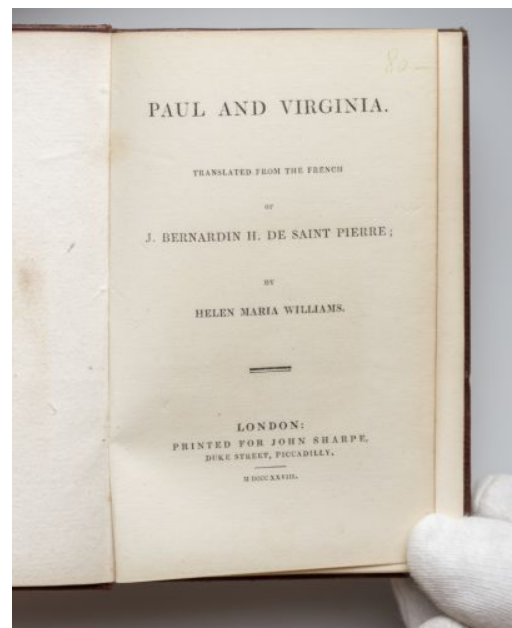 80—
PAUL AND VIRGINIA.
TRANSLATED FROM THE FRENCH
OF
J. BERNARDIN H. DE SAINT PIERRE;
BY
HELEN MARIA WILLIAMS.
LONDON:
PRINTED FOR JOHN SHARPE,
DUKE STREET, PICCADILLY.
M DCCC XXVIII.